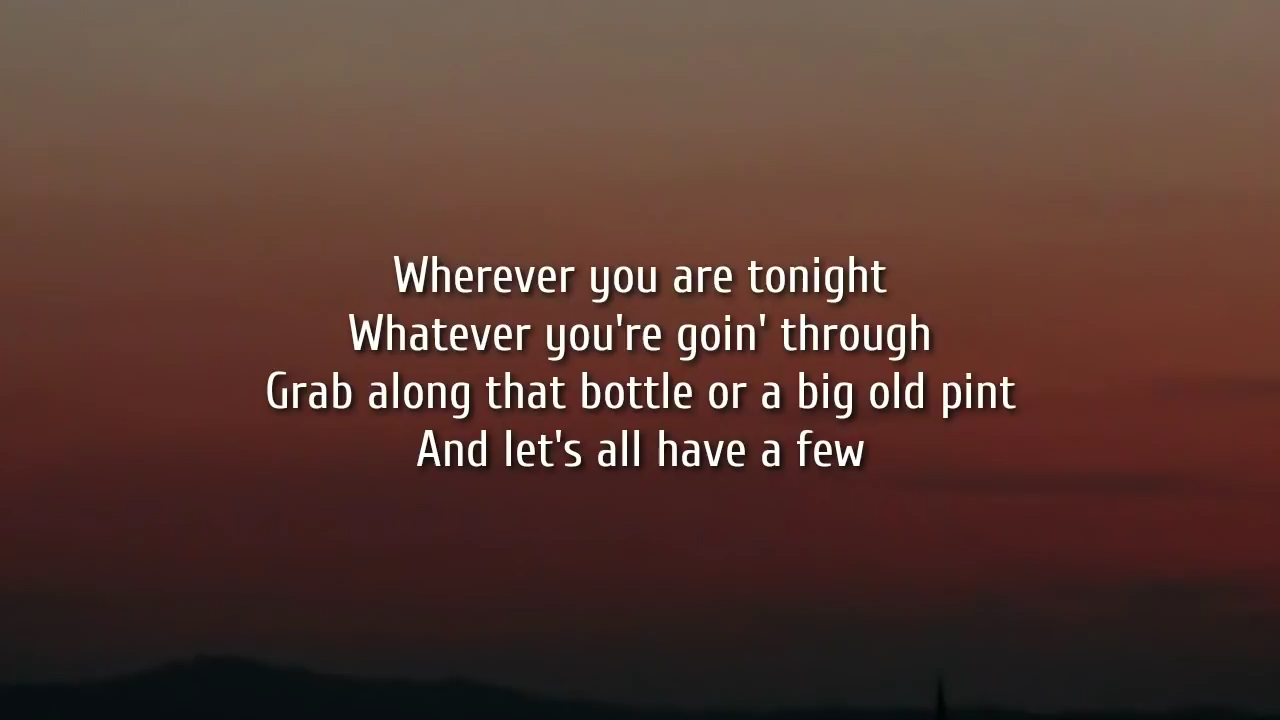 Wherever you are tonight
Whatever you're goin' through
Grab along that bottle or a big old pint
And let's all have a few